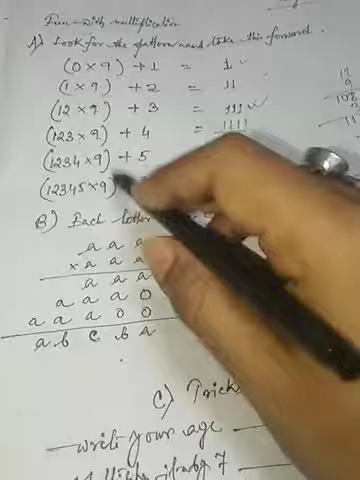 Fun with multiplication
A) Look for the pattern and take this forward.
(0 × 9) + 1 = 1
(1 × 9) + 2 = 11
(12 × 9) + 3 = 111
(123 × 9) + 4 = 1111
(1234 × 9) + 5
(12345 × 9)
B) Each letter
a a a
× a a a
a a a
a a a 0
a a a 0 0
a b c b a
C) Trick
write your age
by 7